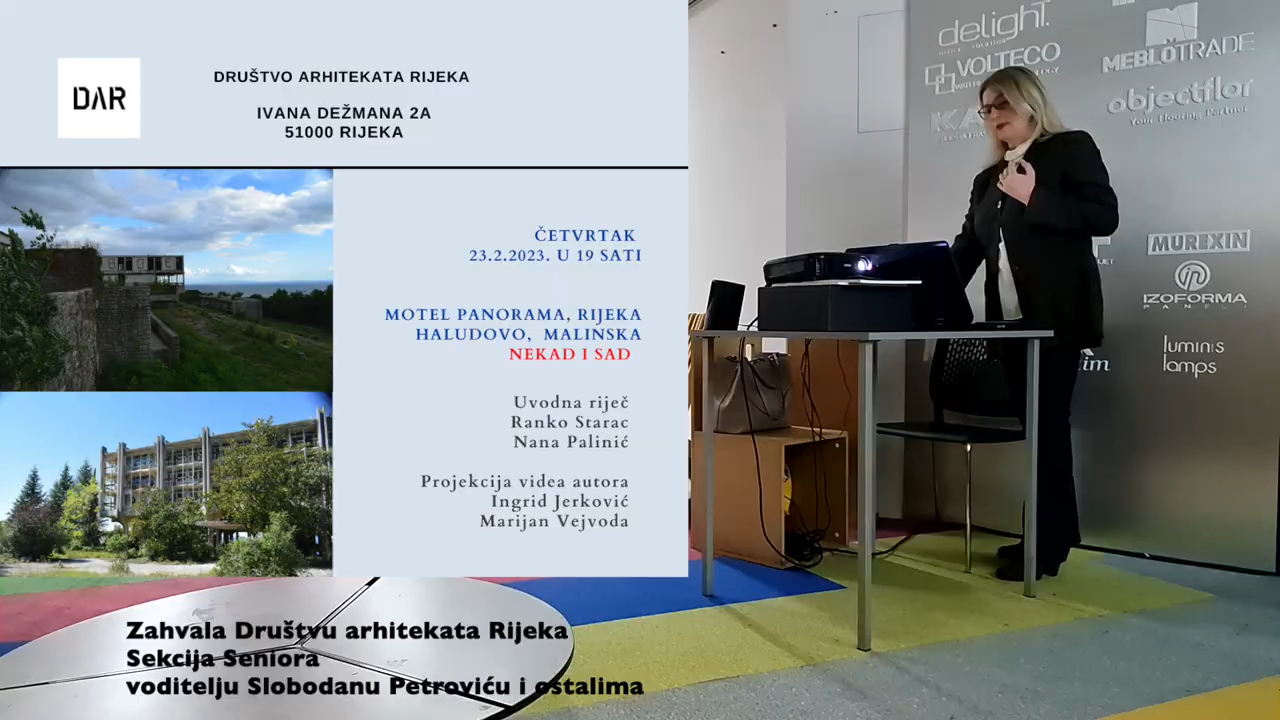 DAR
DRUŠTVO ARHITEKATA RIJEKA
IVANA DEŽMANA 2A
51000 RIJEKA
ČETVRTAK
23.2.2023. U 19 SATI
MOTEL PANORAMA, RIJEKA
HALUDOVO, MALINSKA
NEKAD I SAD
Uvodna riječ
Ranko Starac
Nana Palinić
Projekcija videa autora
Ingrid Jerković
Marijan Vejvoda
Zahvala Društvu arhitekata Rijeka
Sekcija Seniora
voditelju Slobodanu Petroviću i ostalima
delight.
VOLTECO
MEBLOTRADE
objectflor
Your Flooring Partner
MUREXIN
IZOFORMA
PANELI
luminis
lamps